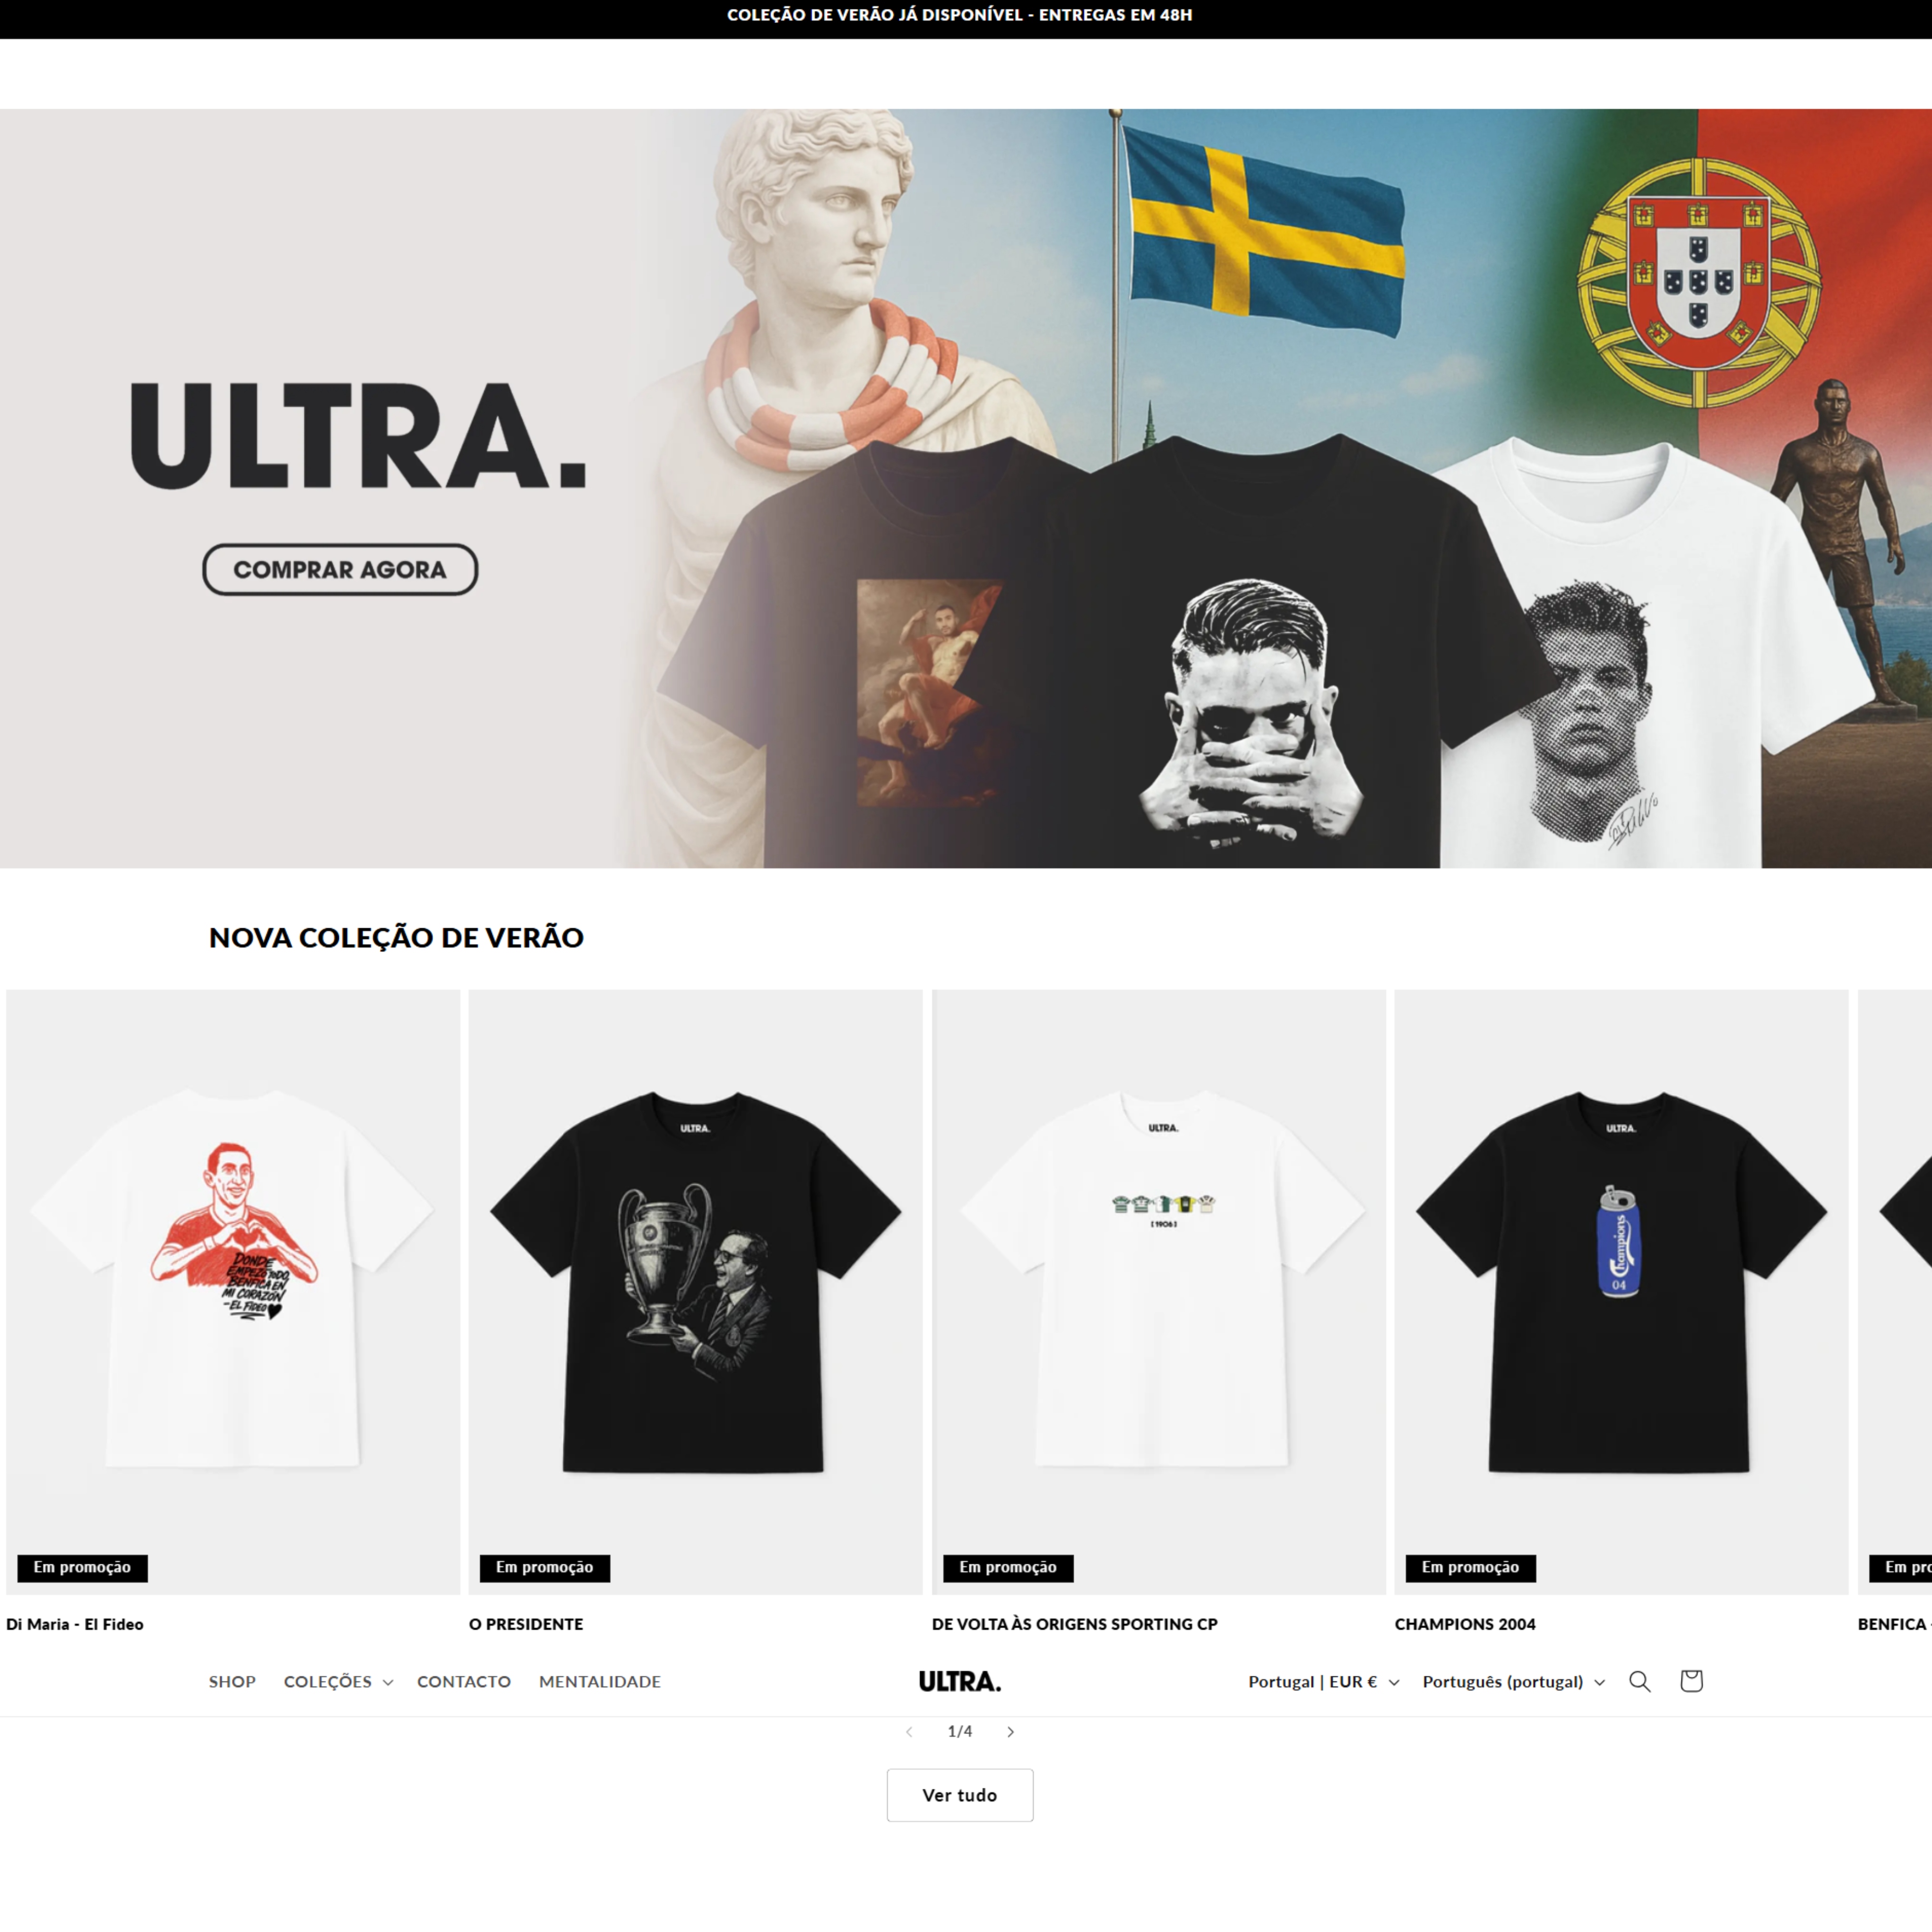 COLEÇÃO DE VERÃO JÁ DISPONÍVEL - ENTREGAS EM 48H
ULTRA.
COMPRAR AGORA
NOVA COLEÇÃO DE VERÃO
DONDE
EMPEZÓ TODO,
BENFICA EN
MI CORAZÓN
-EL FIDEO
ULTRA.
ULTRA.
[1906]
ULTRA.
Champions
04
Em promoção
Em promoção
Em promoção
Em promoção
Em pro
Di Maria - El Fideo
O PRESIDENTE
DE VOLTA ÀS ORIGENS SPORTING CP
CHAMPIONS 2004
BENFICA
SHOP
COLEÇÕES
CONTACTO
MENTALIDADE
ULTRA.
Portugal | EUR €
Português (portugal)
1/4
Ver tudo